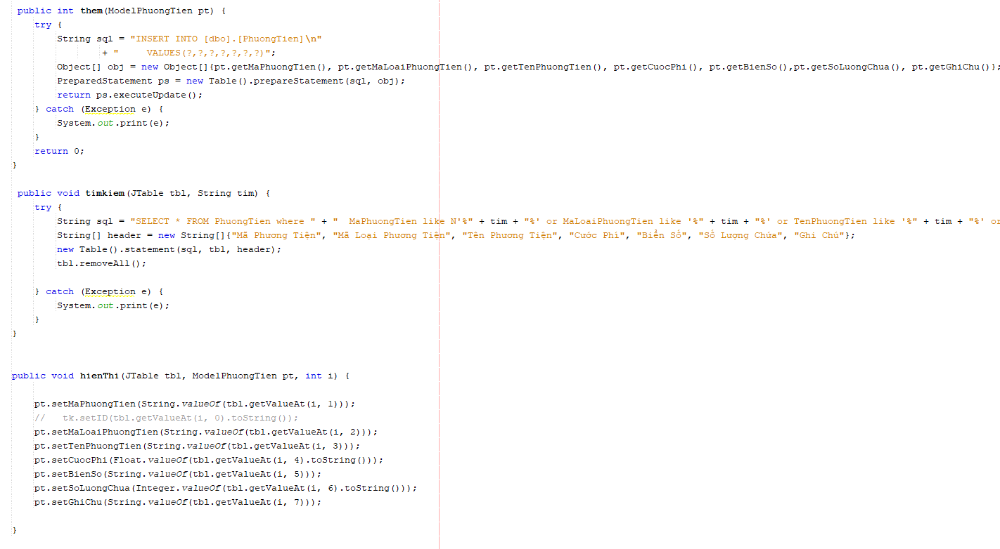 public int them(ModelPhuongTien pt) {
try {
String sql = "INSERT INTO [dbo].[PhuongTien]\n"
+ "     VALUES(?,?,?,?,?,?,?)";
Object[] obj = new Object[]{pt.getMaPhuongTien(), pt.getMaLoaiPhuongTien(), pt.getTenPhuongTien(), pt.getCuocPhi(), pt.getBienSo(),pt.getSoLuongChua(), pt.getGhiChu()};
PreparedStatement ps = new Table().prepareStatement(sql, obj);
return ps.executeUpdate();
} catch (Exception e) {
System.out.print(e);
}
return 0;
}
public void timkiem(JTable tbl, String tim) {
try {
String sql = "SELECT * FROM PhuongTien where " + "  MaPhuongTien like N'%" + tim + "%' or MaLoaiPhuongTien like '%" + tim + "%' or TenPhuongTien like '%" + tim + "%' or
String[] header = new String[]{"Mã Phương Tiện", "Mã Loại Phương Tiện", "Tên Phương Tiện", "Cước Phí", "Biển Số", "Số Lượng Chứa", "Ghi Chú"};
new Table().statement(sql, tbl, header);
tbl.removeAll();
} catch (Exception e) {
System.out.print(e);
}
}
public void hienThi(JTable tbl, ModelPhuongTien pt, int i) {
pt.setMaPhuongTien(String.valueOf(tbl.getValueAt(i, 1)));
//   tk.setID(tbl.getValueAt(i, 0).toString());
pt.setMaLoaiPhuongTien(String.valueOf(tbl.getValueAt(i, 2)));
pt.setTenPhuongTien(String.valueOf(tbl.getValueAt(i, 3)));
pt.setCuocPhi(Float.valueOf(tbl.getValueAt(i, 4).toString()));
pt.setBienSo(String.valueOf(tbl.getValueAt(i, 5)));
pt.setSoLuongChua(Integer.valueOf(tbl.getValueAt(i, 6).toString()));
pt.setGhiChu(String.valueOf(tbl.getValueAt(i, 7)));
}